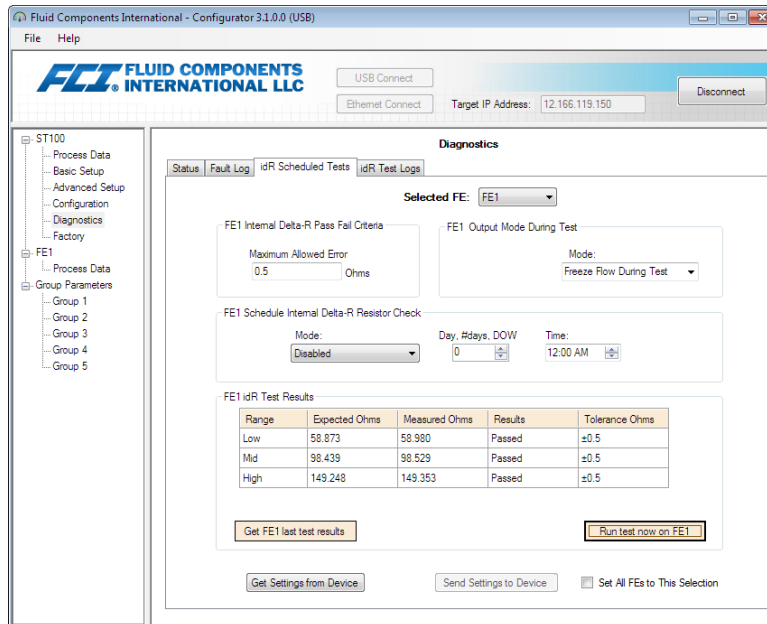 Fluid Components International - Configurator 3.1.0.0 (USB)
File Help
FCI FLUID COMPONENTS
® INTERNATIONAL LLC
USB Connect
Ethernet Connect
Target IP Address: 12.166.119.150
Disconnect
ST100
Process Data
Basic Setup
Advanced Setup
Configuration
Diagnostics
Factory
FE1
Process Data
Group Parameters
Group 1
Group 2
Group 3
Group 4
Group 5
Diagnostics
Status Fault Log idR Scheduled Tests idR Test Logs
Selected FE: FE1
FE1 Internal Delta-R Pass Fail Criteria
Maximum Allowed Error
0.5 Ohms
FE1 Output Mode During Test
Mode:
Freeze Flow During Test
FE1 Schedule Internal Delta-R Resistor Check
Mode: Day, #days, DOW Time:
Disabled 0 12:00 AM
FE1 idR Test Results
Range Expected Ohms Measured Ohms Results Tolerance Ohms
Low 58.873 58.980 Passed ±0.5
Mid 98.439 98.529 Passed ±0.5
High 149.248 149.353 Passed ±0.5
Get FE1 last test results Run test now on FE1
Get Settings from Device Send Settings to Device Set All FEs to This Selection